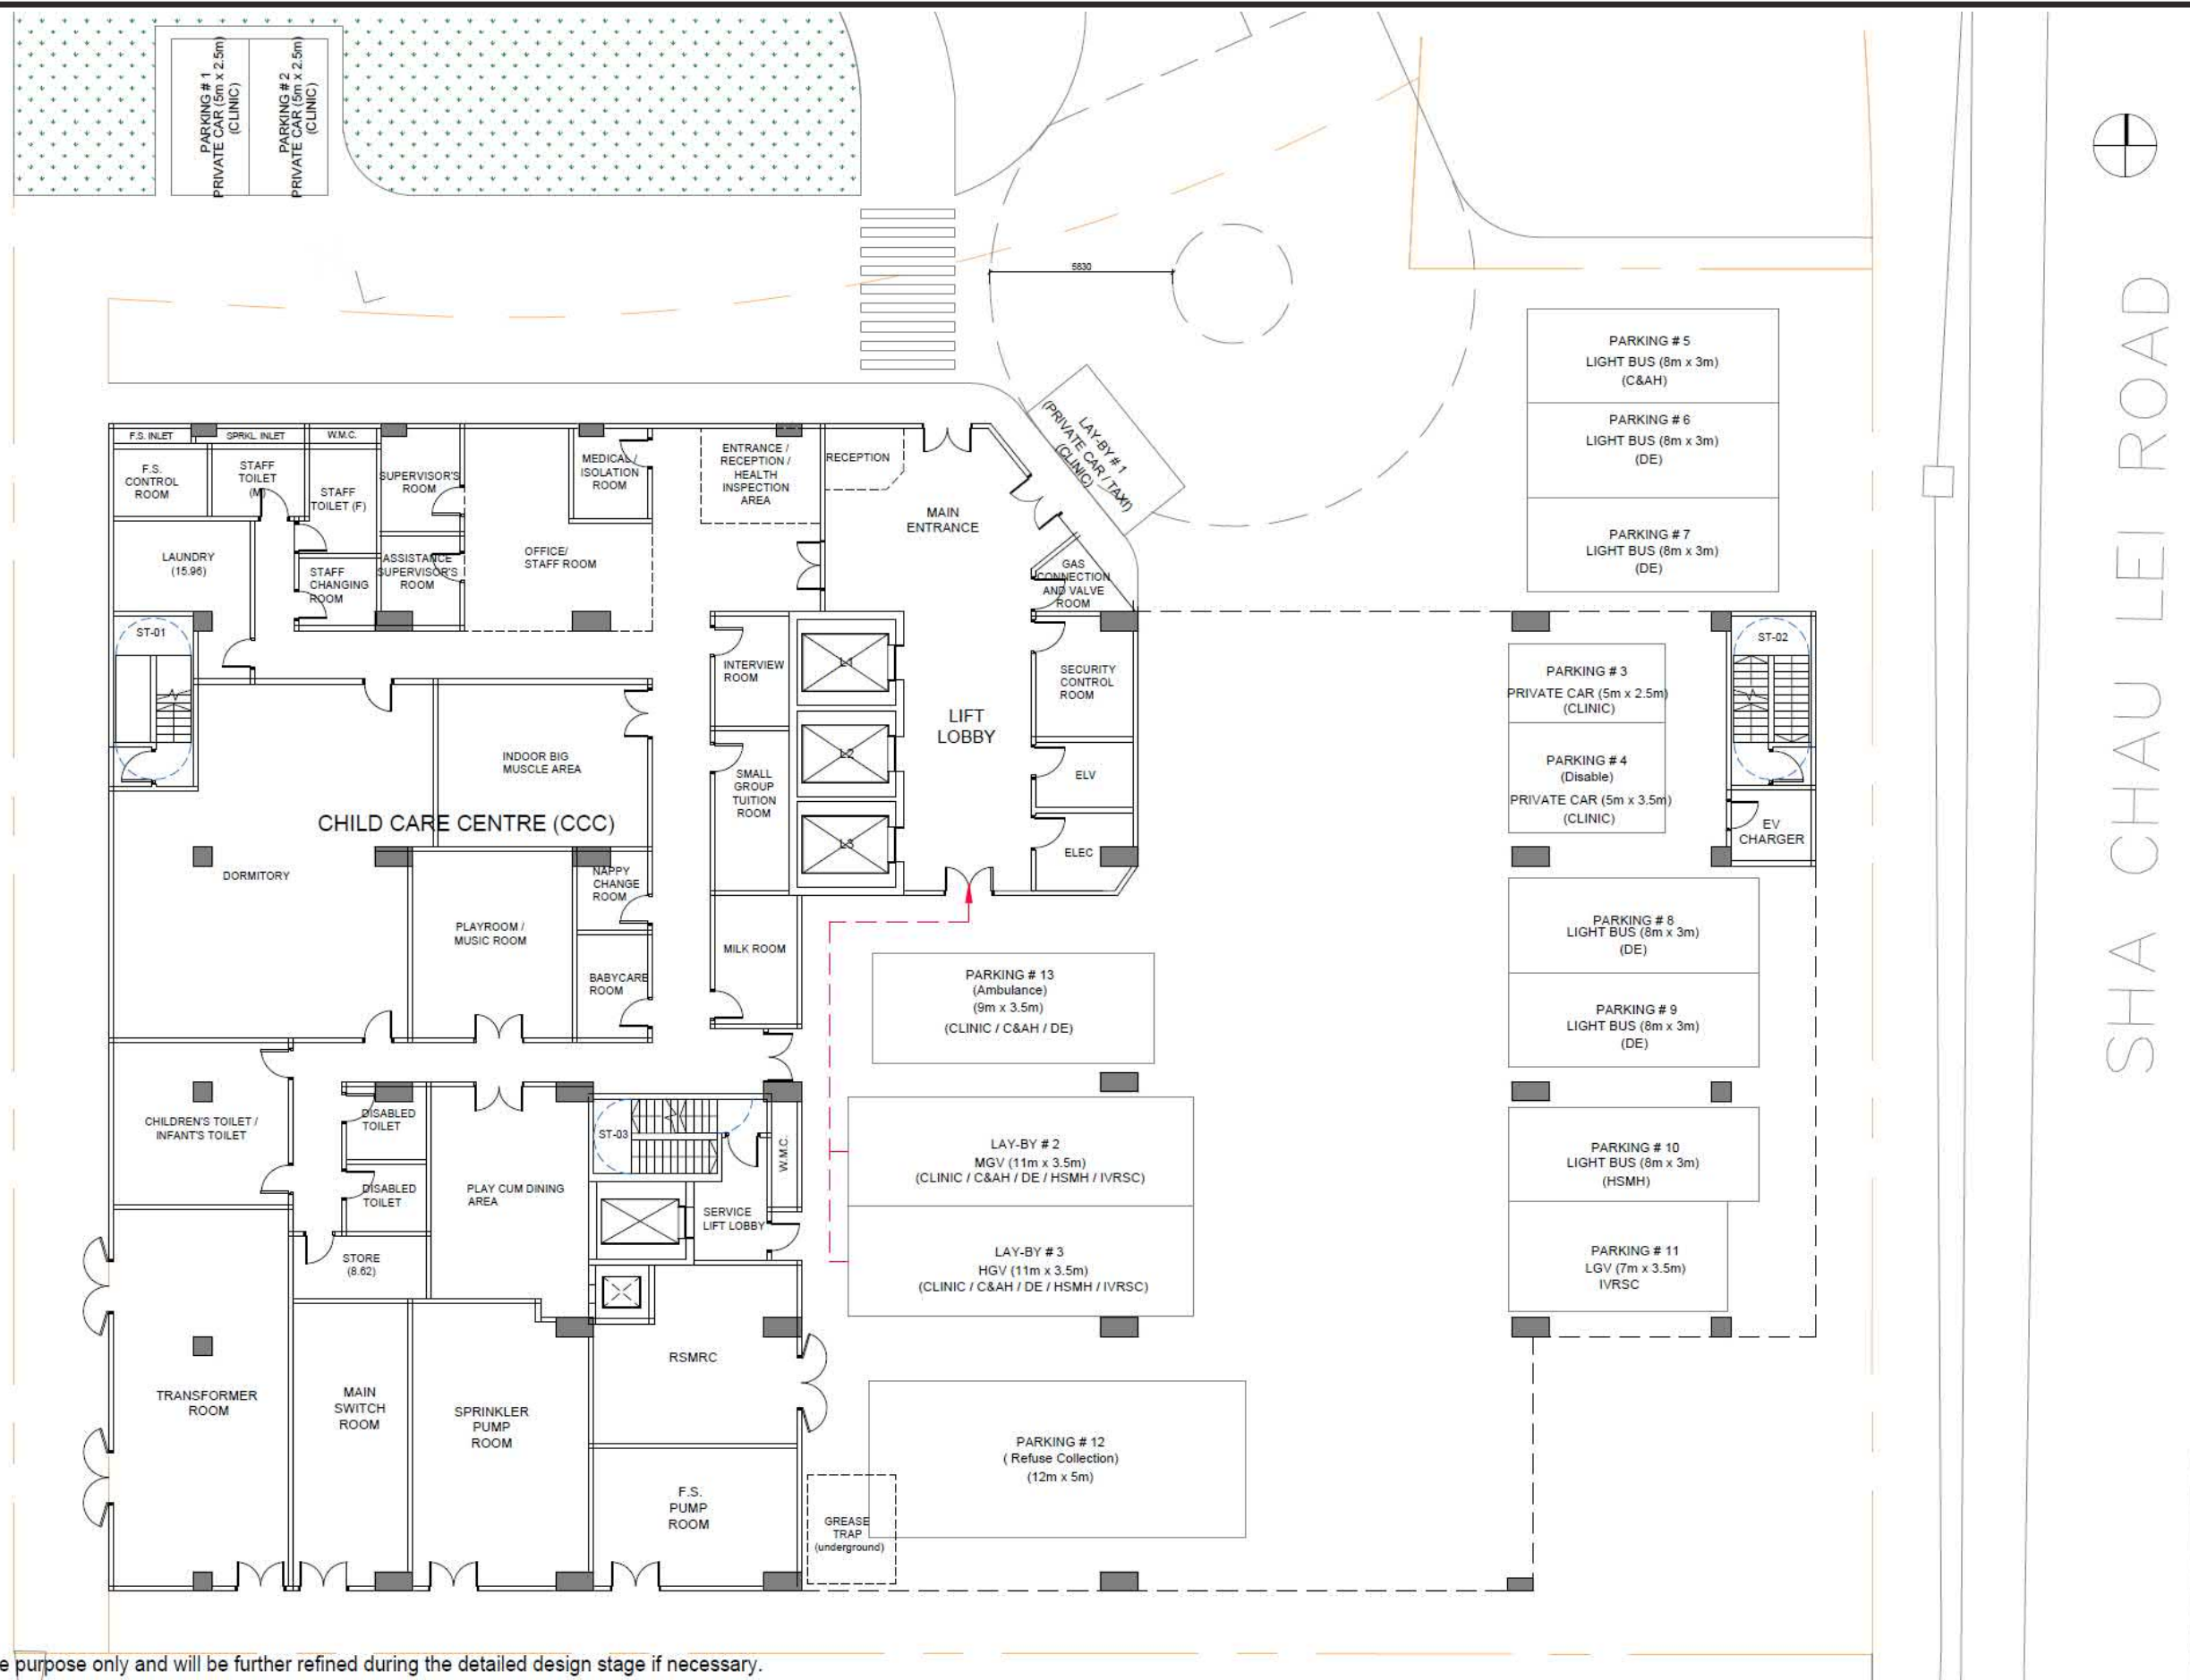 PARKING # 1
PRIVATE CAR (5m x 2.5m)
(CLINIC)
PARKING # 2
PRIVATE CAR (5m x 2.5m)
(CLINIC)
5830
PARKING # 5
LIGHT BUS (8m x 3m)
(C&AH)
PARKING # 6
LIGHT BUS (8m x 3m)
(DE)
PARKING # 7
LIGHT BUS (8m x 3m)
(DE)
SHA CHAU LEI ROAD
LAY-BY # 1
(PRIVATE CAR / TAXI)
(CLINIC)
F.S. INLET
SPRKL. INLET
W.M.C.
F.S.
CONTROL
ROOM
STAFF
TOILET
(M)
STAFF
TOILET (F)
SUPERVISOR'S
ROOM
MEDICAL /
ISOLATION
ROOM
ENTRANCE /
RECEPTION /
HEALTH
INSPECTION
AREA
RECEPTION
MAIN
ENTRANCE
LAUNDRY
(15.96)
STAFF
CHANGING
ROOM
ASSISTANCE
SUPERVISOR'S
ROOM
OFFICE/
STAFF ROOM
GAS
CONNECTION
AND VALVE
ROOM
ST-01
INTERVIEW
ROOM
L1
SECURITY
CONTROL
ROOM
PARKING # 3
PRIVATE CAR (5m x 2.5m)
(CLINIC)
ST-02
LIFT
LOBBY
INDOOR BIG
MUSCLE AREA
L2
SMALL
GROUP
TUITION
ROOM
ELV
PARKING # 4
(Disable)
PRIVATE CAR (5m x 3.5m)
(CLINIC)
CHILD CARE CENTRE (CCC)
L3
ELEC
EV
CHARGER
DORMITORY
NAPPY
CHANGE
ROOM
PLAYROOM /
MUSIC ROOM
MILK ROOM
BABYCARE
ROOM
PARKING # 13
(Ambulance)
(9m x 3.5m)
(CLINIC / C&AH / DE)
PARKING # 8
LIGHT BUS (8m x 3m)
(DE)
PARKING # 9
LIGHT BUS (8m x 3m)
(DE)
CHILDREN'S TOILET /
INFANT'S TOILET
DISABLED
TOILET
ST-03
W.M.C.
LAY-BY # 2
MGV (11m x 3.5m)
(CLINIC / C&AH / DE / HSMH / IVRSC)
PARKING # 10
LIGHT BUS (8m x 3m)
(HSMH)
DISABLED
TOILET
PLAY CUM DINING
AREA
SERVICE
LIFT LOBBY
STORE
(8.62)
LAY-BY # 3
HGV (11m x 3.5m)
(CLINIC / C&AH / DE / HSMH / IVRSC)
PARKING # 11
LGV (7m x 3.5m)
IVRSC
RSMRC
TRANSFORMER
ROOM
MAIN
SWITCH
ROOM
SPRINKLER
PUMP
ROOM
PARKING # 12
( Refuse Collection)
(12m x 5m)
F.S.
PUMP
ROOM
GREASE
TRAP
(underground)
purpose only and will be further refined during the detailed design stage if necessary.